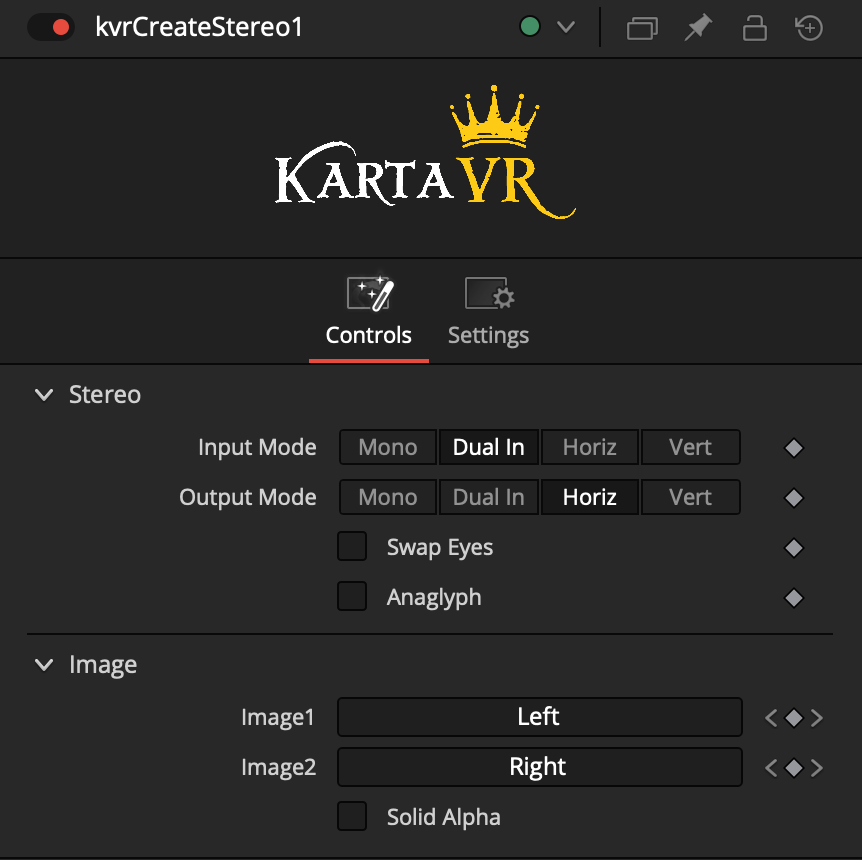 kvrCreateStereo1
KARTAVR
Controls Settings
Stereo
Input Mode Mono Dual In Horiz Vert
Output Mode Mono Dual In Horiz Vert
Swap Eyes
Anaglyph
Image
Image1 Left
Image2 Right
Solid Alpha